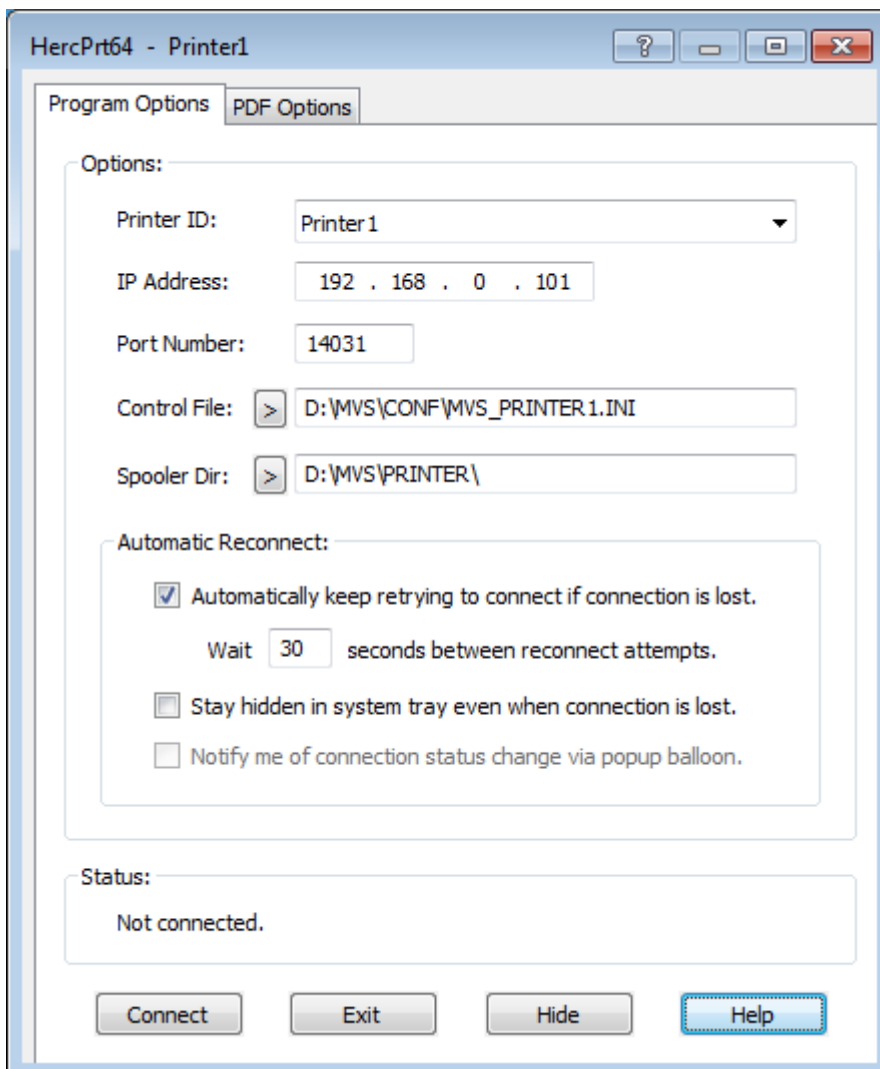 HercPrt64 - Printer1
Program Options PDF Options
Options:
Printer ID: Printer1
IP Address: 192 . 168 . 0 . 101
Port Number: 14031
Control File: > D:\MVS\CONF\MVS_PRINTER1.INI
Spooler Dir: > D:\MVS\PRINTER\
Automatic Reconnect:
Automatically keep retrying to connect if connection is lost.
Wait 30 seconds between reconnect attempts.
Stay hidden in system tray even when connection is lost.
Notify me of connection status change via popup balloon.
Status:
Not connected.
Connect Exit Hide Help